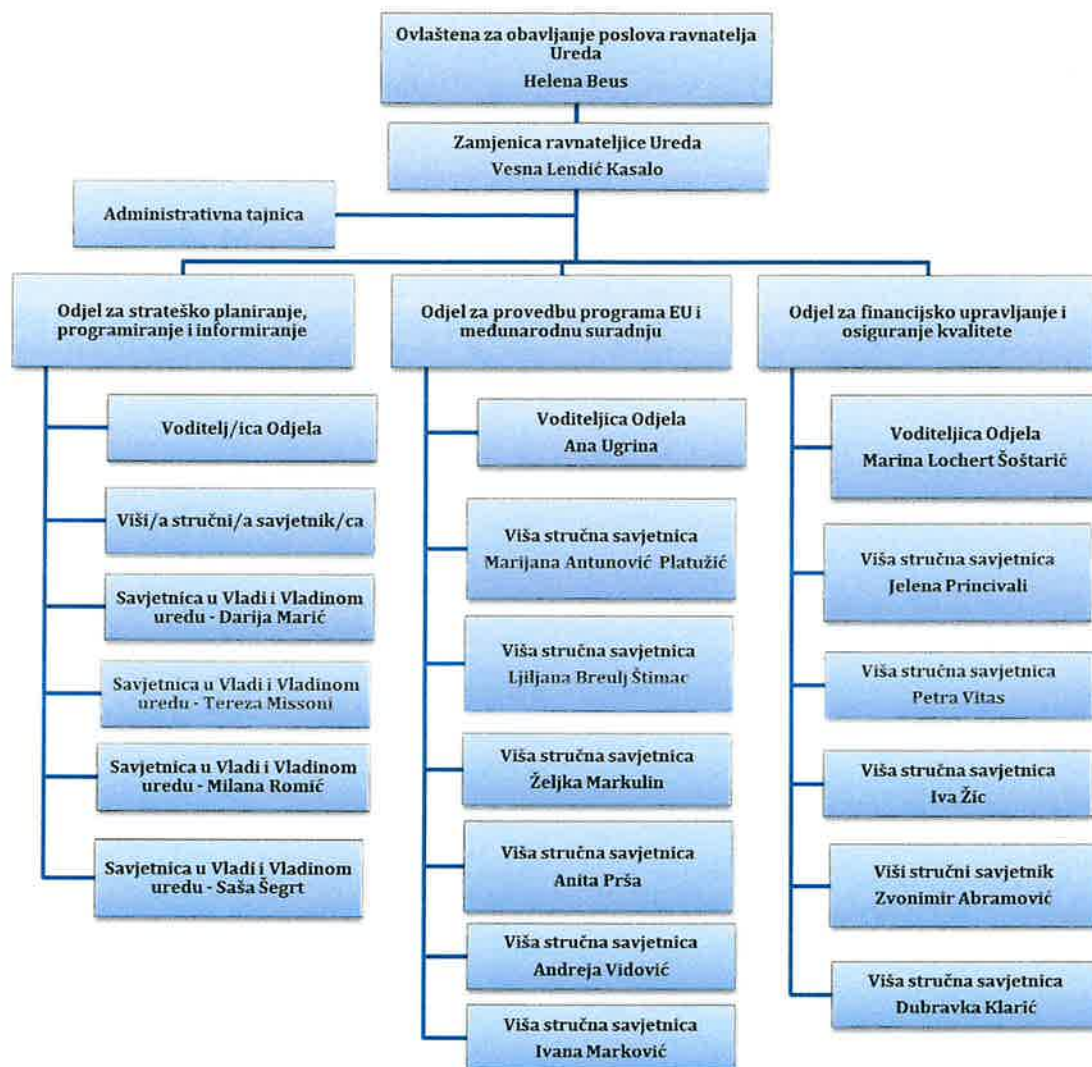 Ovlaštena za obavljanje poslova ravnatelja
Ureda
Helena Beus
Zamjenica ravnateljice Ureda
Vesna Lendić Kasalo
Administrativna tajnica
Odjel za strateško planiranje,
programiranje i informiranje
Voditelj/ica Odjela
Viši/a stručni/a savjetnik/ca
Savjetnica u Vladi i Vladinom
uredu - Darija Marić
Savjetnica u Vladi i Vladinom
uredu - Tereza Missoni
Savjetnica u Vladi i Vladinom
uredu - Milana Romić
Savjetnica u Vladi i Vladinom
uredu - Saša Šegrt
Odjel za provedbu programa EU i
međunarodnu suradnju
Voditeljica Odjela
Ana Ugrina
Viša stručna savjetnica
Marijana Antunović Platužić
Viša stručna savjetnica
Ljiljana Breulj Štimac
Viša stručna savjetnica
Željka Markulin
Viša stručna savjetnica
Anita Prša
Viša stručna savjetnica
Andreja Vidović
Viša stručna savjetnica
Ivana Marković
Odjel za financijsko upravljanje i
osiguranje kvalitete
Voditeljica Odjela
Marina Lochert Šoštarić
Viša stručna savjetnica
Jelena Princivali
Viša stručna savjetnica
Petra Vitas
Viša stručna savjetnica
Iva Žic
Viši stručni savjetnik
Zvonimir Abramović
Viša stručna savjetnica
Dubravka Klarić